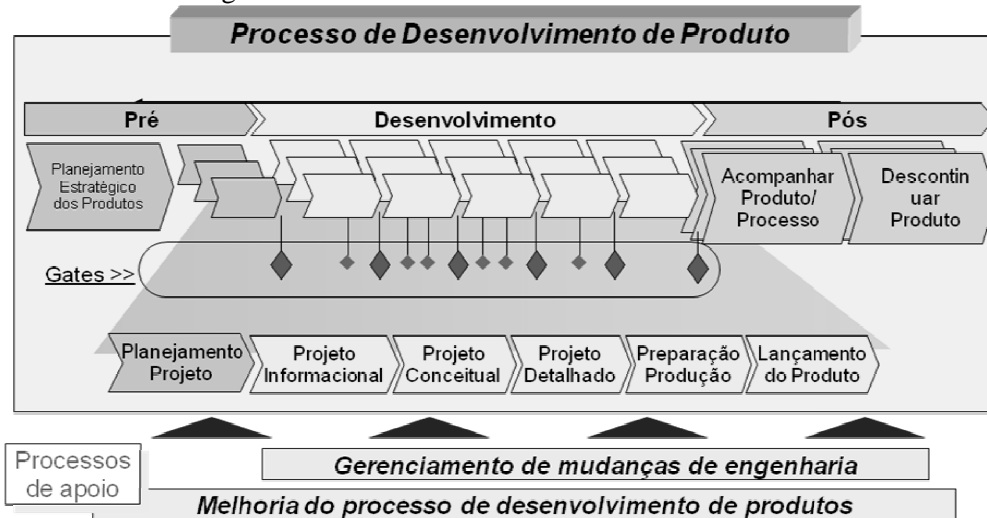 Processo de Desenvolvimento de Produto
Pré
Desenvolvimento
Pós
Planejamento
Estratégico
dos Produtos
Acompanhar
Produto/
Processo
Descontin
uar
Produto
Gates >>
Planejamento
Projeto
Projeto
Informacional
Projeto
Conceitual
Projeto
Detalhado
Preparação
Produção
Lançamento
do Produto
Processos
de apoio
Gerenciamento de mudanças de engenharia
Melhoria do processo de desenvolvimento de produtos